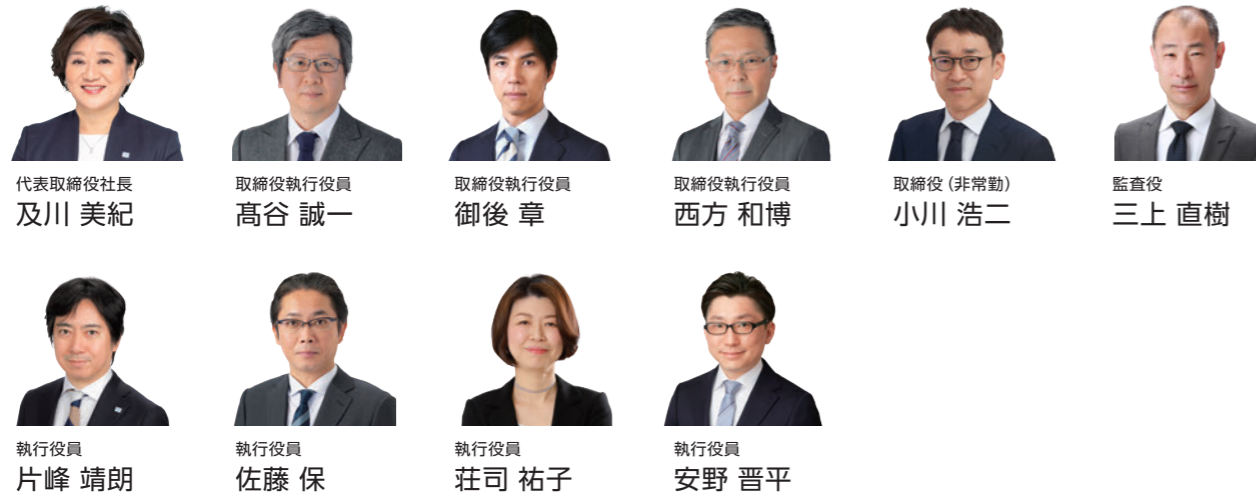 代表取締役社長
及川 美紀
取締役執行役員
髙谷 誠一
取締役執行役員
御後 章
取締役執行役員
西方 和博
取締役 (非常勤)
小川 浩二
監査役
三上 直樹
執行役員
片峰 靖朗
執行役員
佐藤 保
執行役員
荘司 祐子
執行役員
安野 晋平